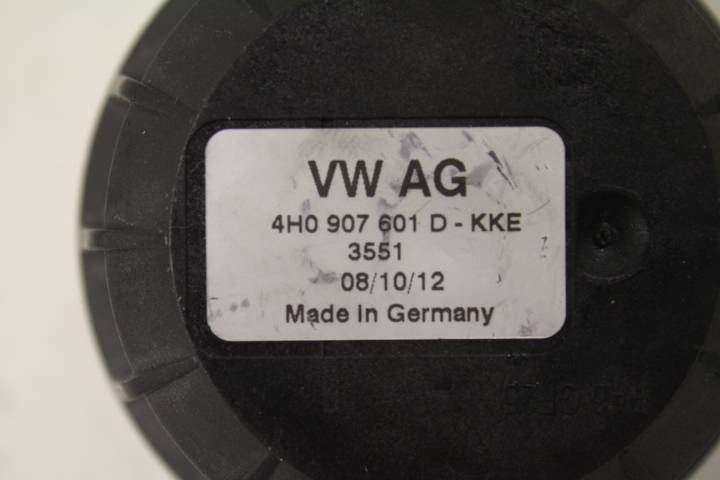 VW AG
4H0 907 601 D - KKE
3551
08/10/12
Made in Germany